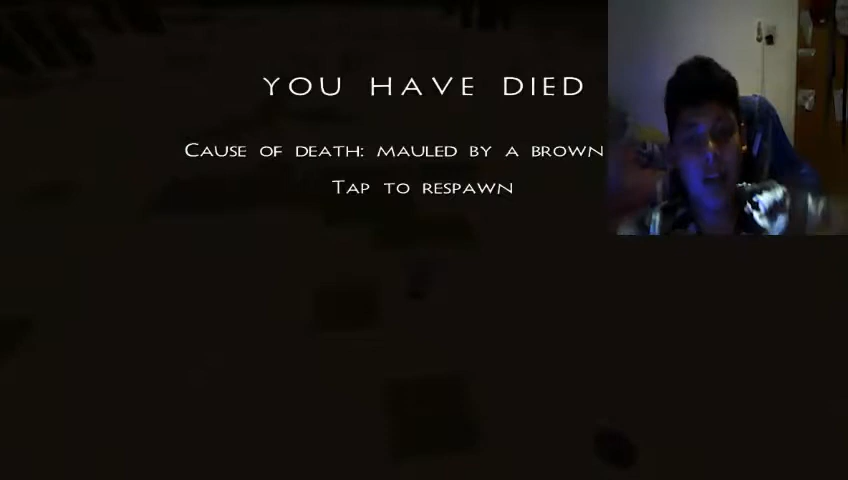 YOU HAVE DIED
CAUSE OF DEATH: MAULED BY A BROWN
TAP TO RESPAWN